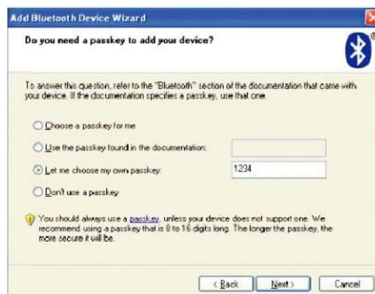 Add Bluetooth Device Wizard
Do you need a passkey to add your device?
To answer this question, refer to the "Bluetooth" section of the documentation that came with
your device. If the documentation specifies a passkey, use that one.
Choose a passkey for me
Use the passkey found in the documentation:
Let me choose my own passkey:
1234
Don't use a passkey
You should always use a passkey, unless your device does not support one. We
recommend using a passkey that is 8 to 16 digits long. The longer the passkey, the
more secure it will be.
< Back
Next >
Cancel